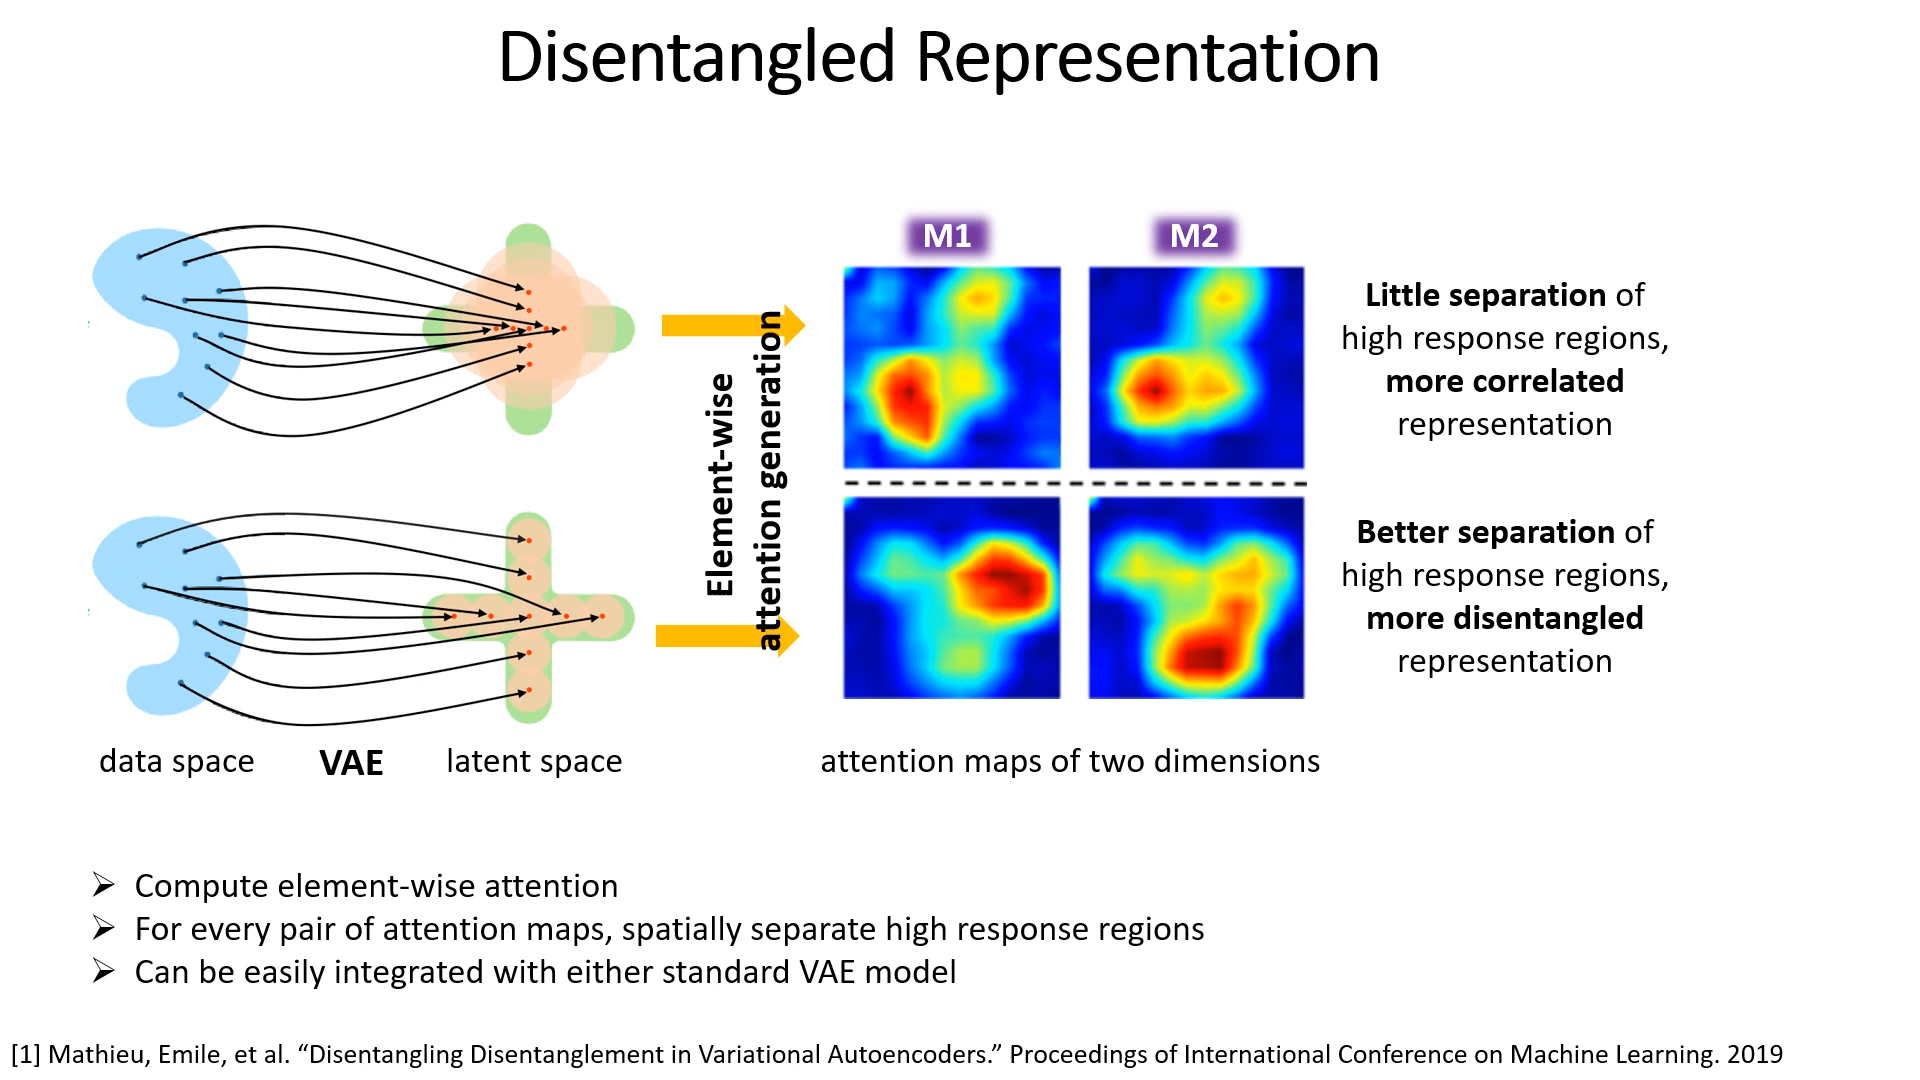 Disentangled Representation
M1
M2
Little separation of
high response regions,
more correlated
representation
Element-wise
attention generation
Better separation of
high response regions,
more disentangled
representation
data space
VAE
latent space
attention maps of two dimensions
➢ Compute element-wise attention
➢ For every pair of attention maps, spatially separate high response regions
➢ Can be easily integrated with either standard VAE model
[1] Mathieu, Emile, et al. “Disentangling Disentanglement in Variational Autoencoders.” Proceedings of International Conference on Machine Learning. 2019